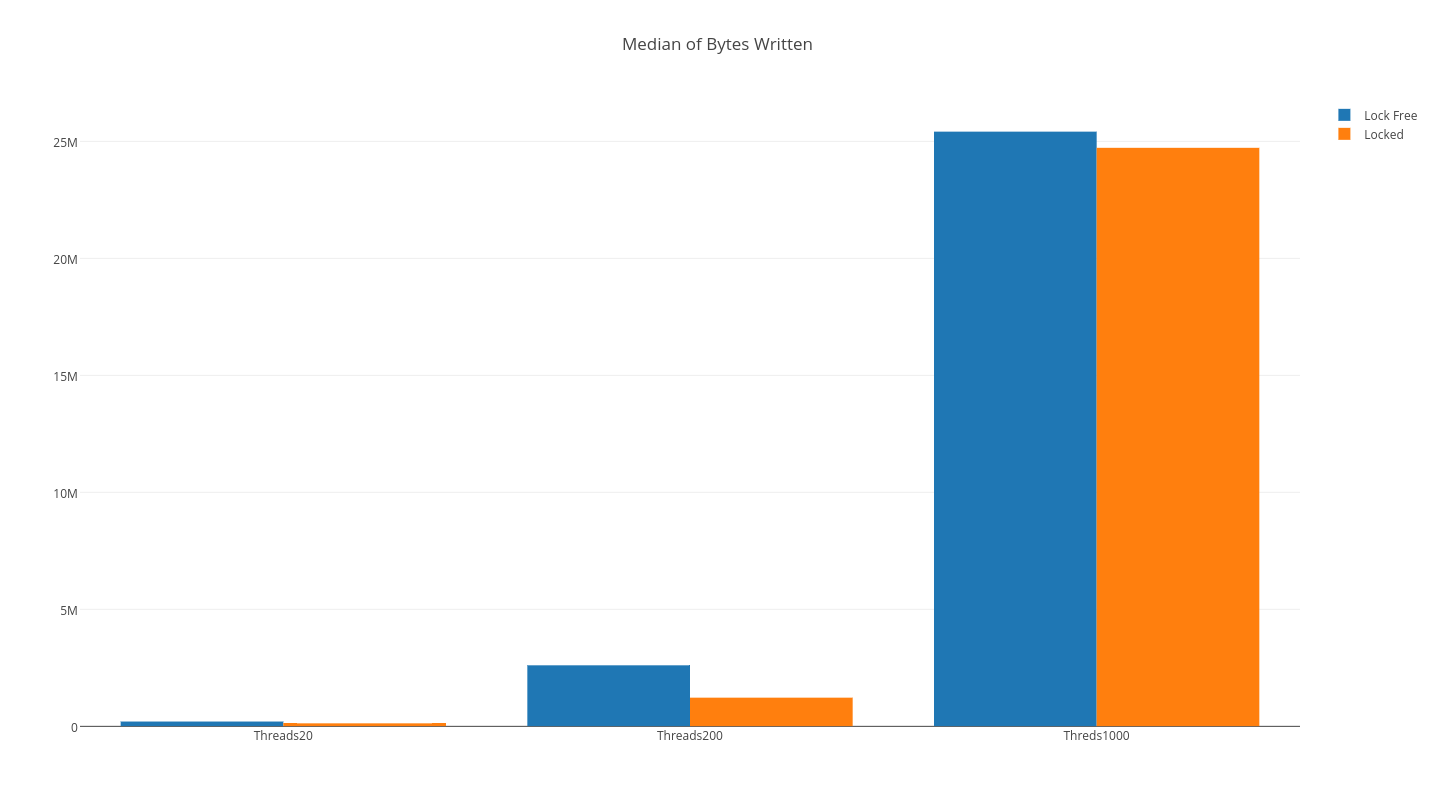 Median of Bytes Written
Lock Free
Locked
25M
20M
15M
10M
5M
0
Threads20
Threads200
Threds1000